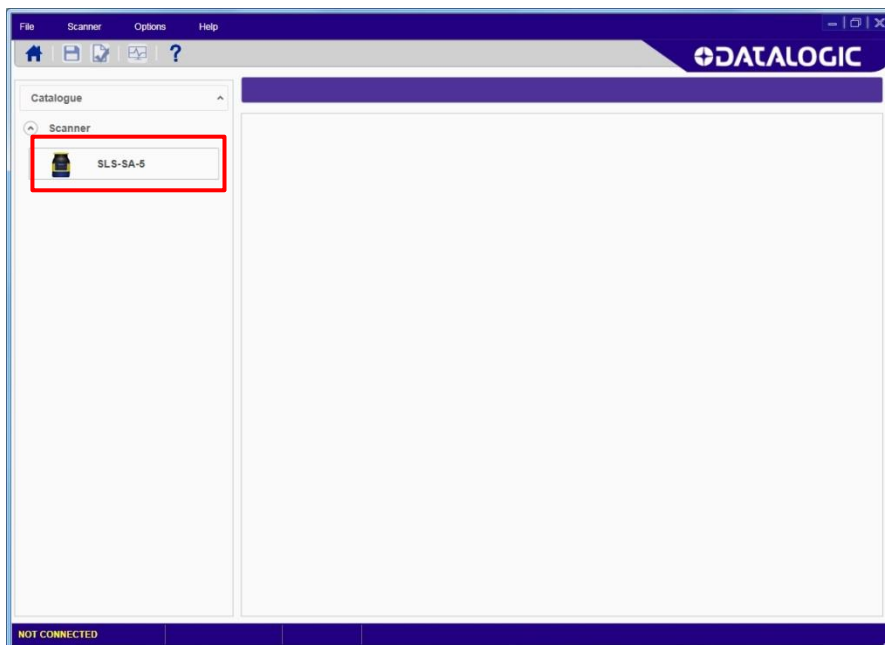 File Scanner Options Help
?
DATALOGIC
Catalogue
Scanner
SLS-SA-5
NOT CONNECTED